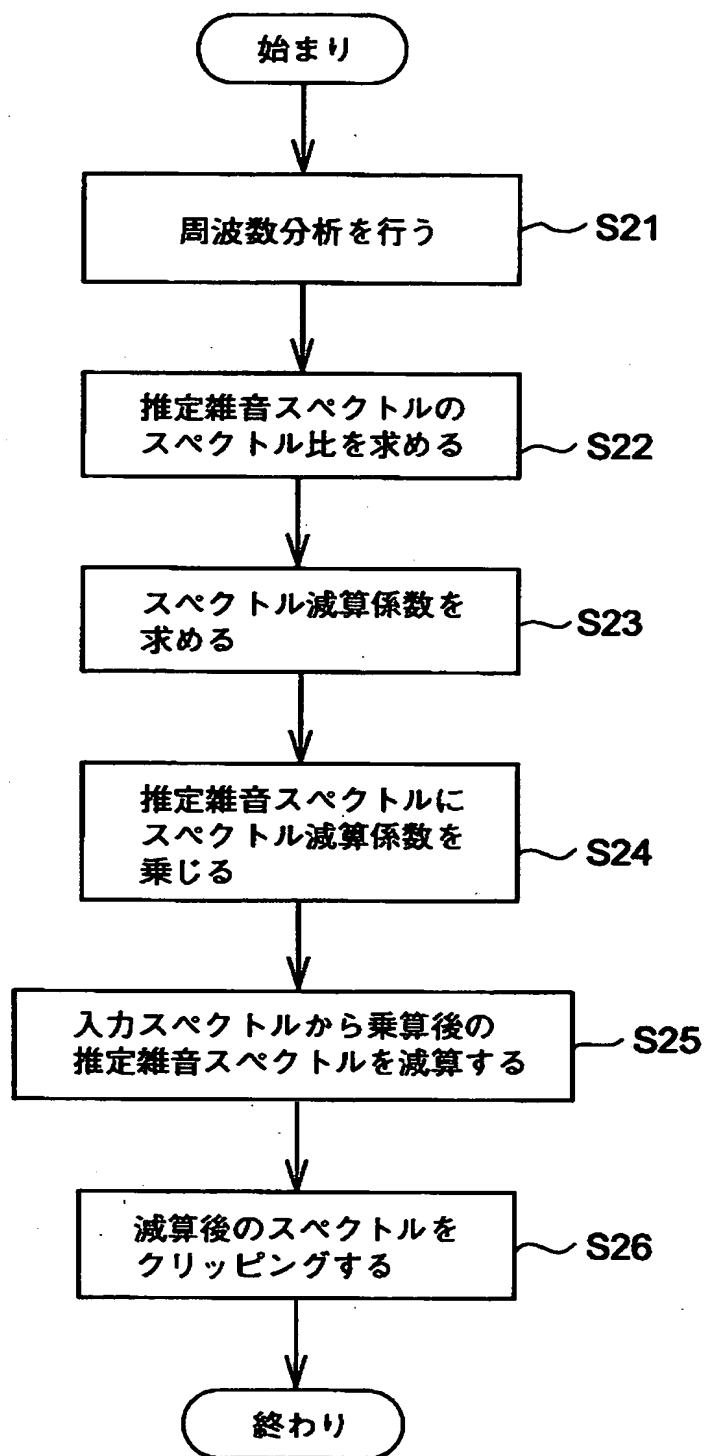 始まり
周波数分析を行う
S21
推定雑音スペクトルの
スペクトル比を求める
S22
スペクトル減算係数を
求める
S23
推定雑音スペクトルに
スペクトル減算係数を
乗じる
S24
入力スペクトルから乗算後の
推定雑音スペクトルを減算する
S25
減算後のスペクトルを
クリッピングする
S26
終わり